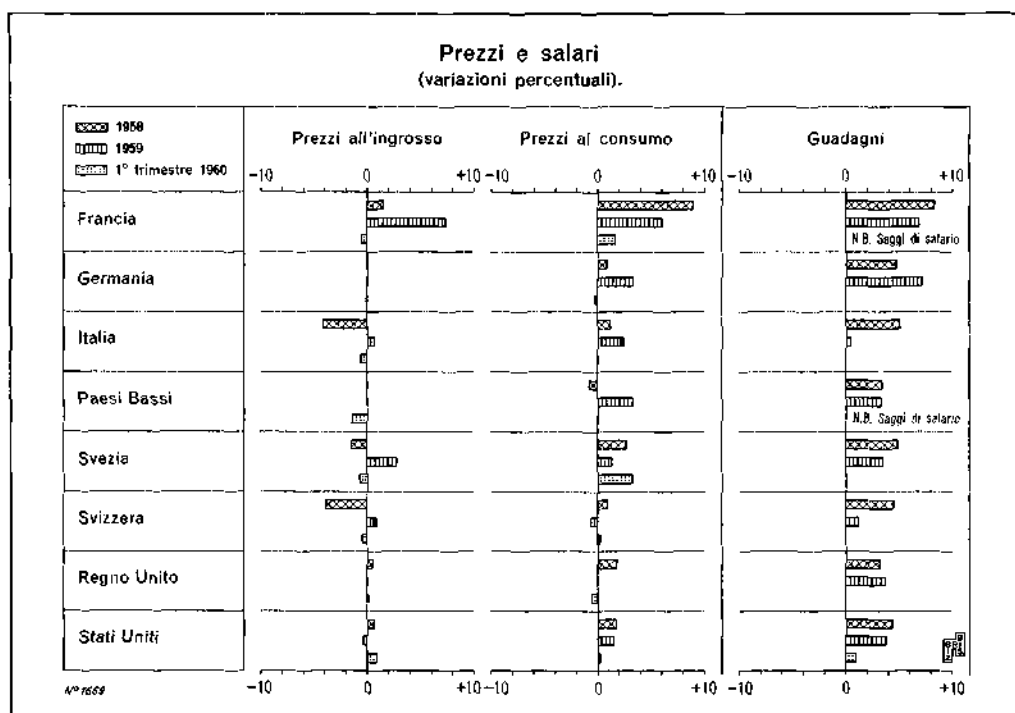 Prezzi e salari
(variazioni percentuali).
1958
1959
1° trimestre 1960
Prezzi all'ingrosso
Prezzi al consumo
Guadagni
-10 0 +10 -10 0 +10 -10 0 +10
Francia
N.B. Saggi di salario
Germania
Italia
Paesi Bassi
N.B. Saggi di salario
Svezia
Svizzera
Regno Unito
Stati Uniti
N° 1669
-10 0 +10 -10 0 +10 -10 0 +10